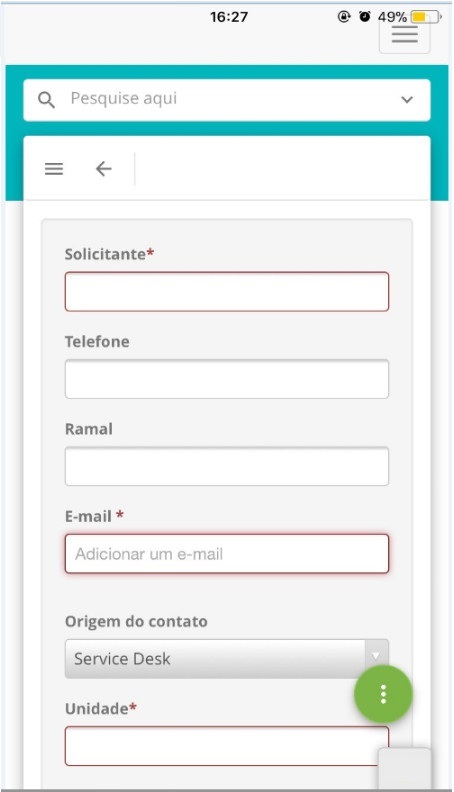 16:27
49%
Pesquise aqui
Solicitante*
Telefone
Ramal
E-mail *
Adicionar um e-mail
Origem do contato
Service Desk
Unidade*